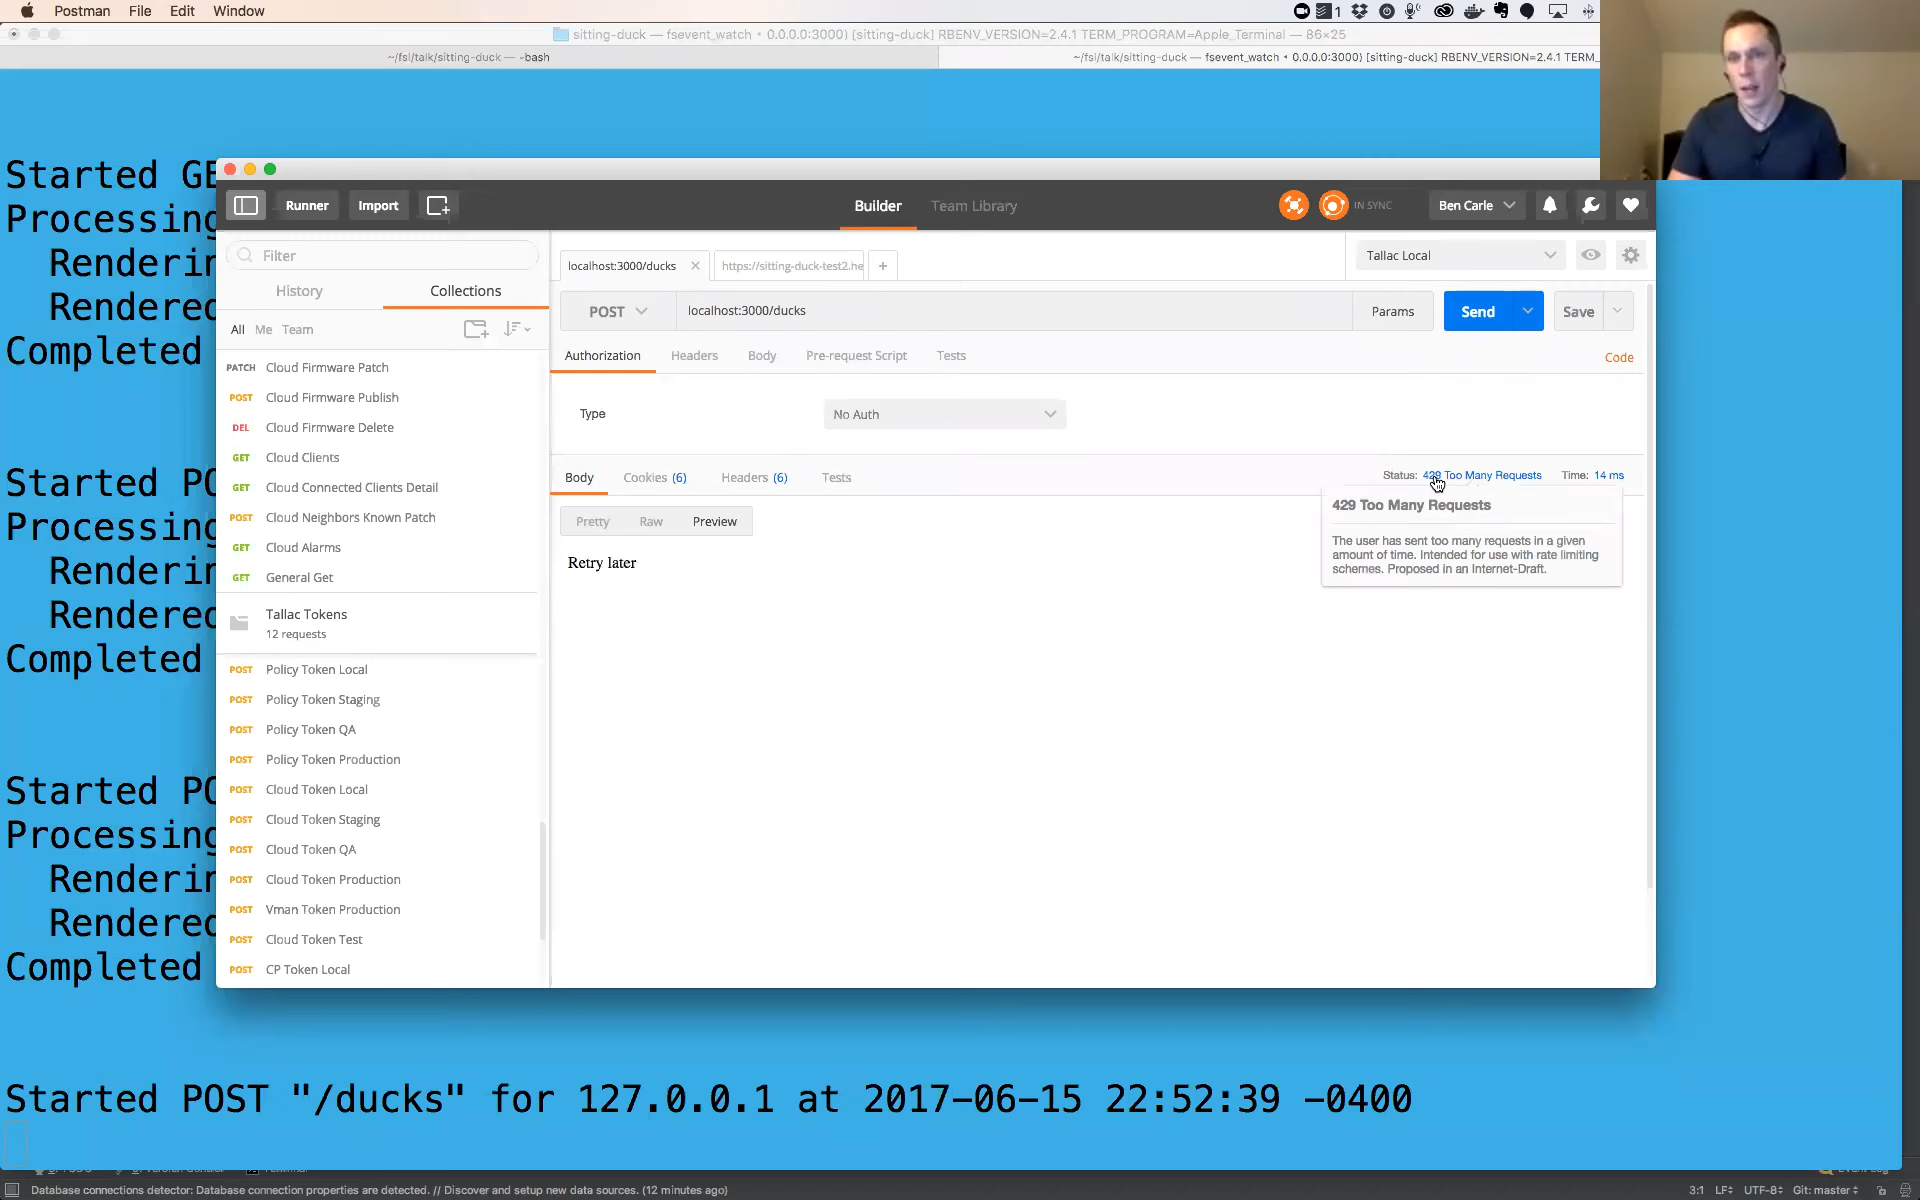 Postman File Edit Window
1
sitting-duck — fsevent_watch • 0.0.0.0:3000) [sitting-duck] RBENV_VERSION=2.4.1 TERM_PROGRAM=Apple_Terminal — 86×25
~/fsl/talk/sitting-duck — -bash
~/fsl/talk/sitting-duck — fsevent_watch • 0.0.0.0:3000) [sitting-duck] RBENV_VERSION=2.4.1 TERM_
Started GE
Processing
Renderin
Rendered
Completed
Started PO
Processing
Renderin
Rendered
Completed
Started PO
Processing
Renderin
Rendered
Completed
Started POST "/ducks" for 127.0.0.1 at 2017-06-15 22:52:39 -0400
Runner Import
Builder Team Library
IN SYNC
Ben Carle
Filter
History Collections
All Me Team
PATCH Cloud Firmware Patch
POST Cloud Firmware Publish
DEL Cloud Firmware Delete
GET Cloud Clients
GET Cloud Connected Clients Detail
POST Cloud Neighbors Known Patch
GET Cloud Alarms
GET General Get
Tallac Tokens
12 requests
POST Policy Token Local
POST Policy Token Staging
POST Policy Token QA
POST Policy Token Production
POST Cloud Token Local
POST Cloud Token Staging
POST Cloud Token QA
POST Cloud Token Production
POST Vman Token Production
POST Cloud Token Test
POST CP Token Local
localhost:3000/ducks
https://sitting-duck-test2.he
+
Tallac Local
POST localhost:3000/ducks Params Send Save
Authorization Headers Body Pre-request Script Tests Code
Type No Auth
Body Cookies (6) Headers (6) Tests
Status: 429 Too Many Requests Time: 14 ms
Pretty Raw Preview
Retry later
429 Too Many Requests
The user has sent too many requests in a given
amount of time. Intended for use with rate limiting
schemes. Proposed in an Internet-Draft.
Database connections detector: Database connection properties are detected. // Discover and setup new data sources. (12 minutes ago)
3:1 LF÷ UTF-8÷ Git: master÷